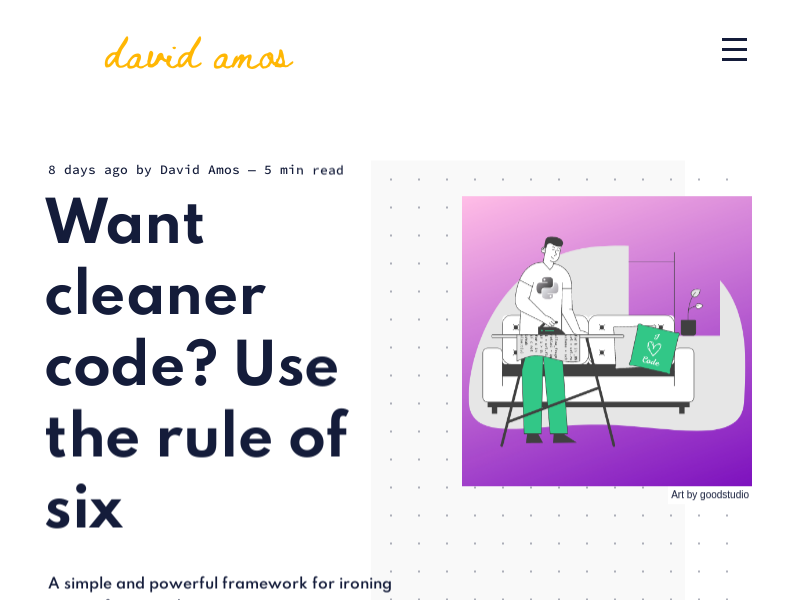 david amos
8 days ago by David Amos — 5 min read
Want
cleaner
code? Use
the rule of
six
if
Code
Art by goodstudio
A simple and powerful framework for ironing